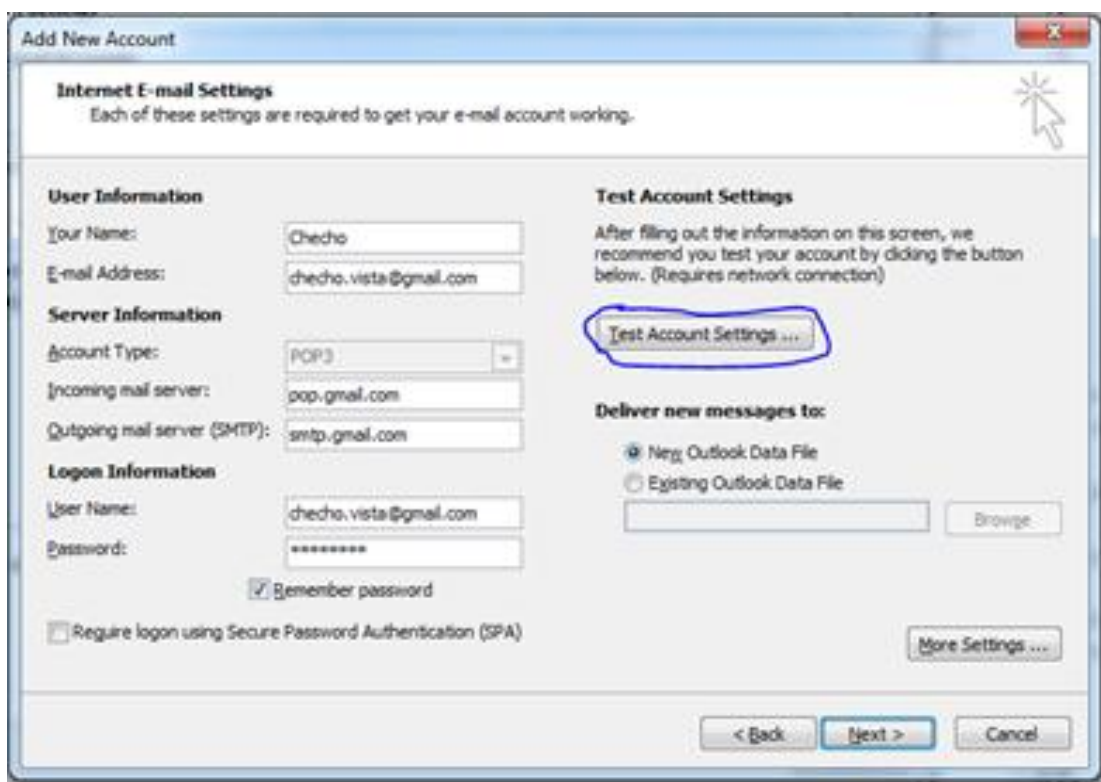 Add New Account
Internet E-mail Settings
Each of these settings are required to get your e-mail account working.
User Information
Your Name:
Checho
E-mail Address:
checho.vista@gmail.com
Server Information
Account Type:
POP3
Incoming mail server:
pop.gmail.com
Outgoing mail server (SMTP):
smtp.gmail.com
Logon Information
User Name:
checho.vista@gmail.com
Password:
********
Remember password
Require logon using Secure Password Authentication (SPA)
Test Account Settings
After filling out the information on this screen, we
recommend you test your account by clicking the button
below. (Requires network connection)
Test Account Settings ...
Deliver new messages to:
New Outlook Data File
Existing Outlook Data File
Browse
More Settings ...
< Back
Next >
Cancel